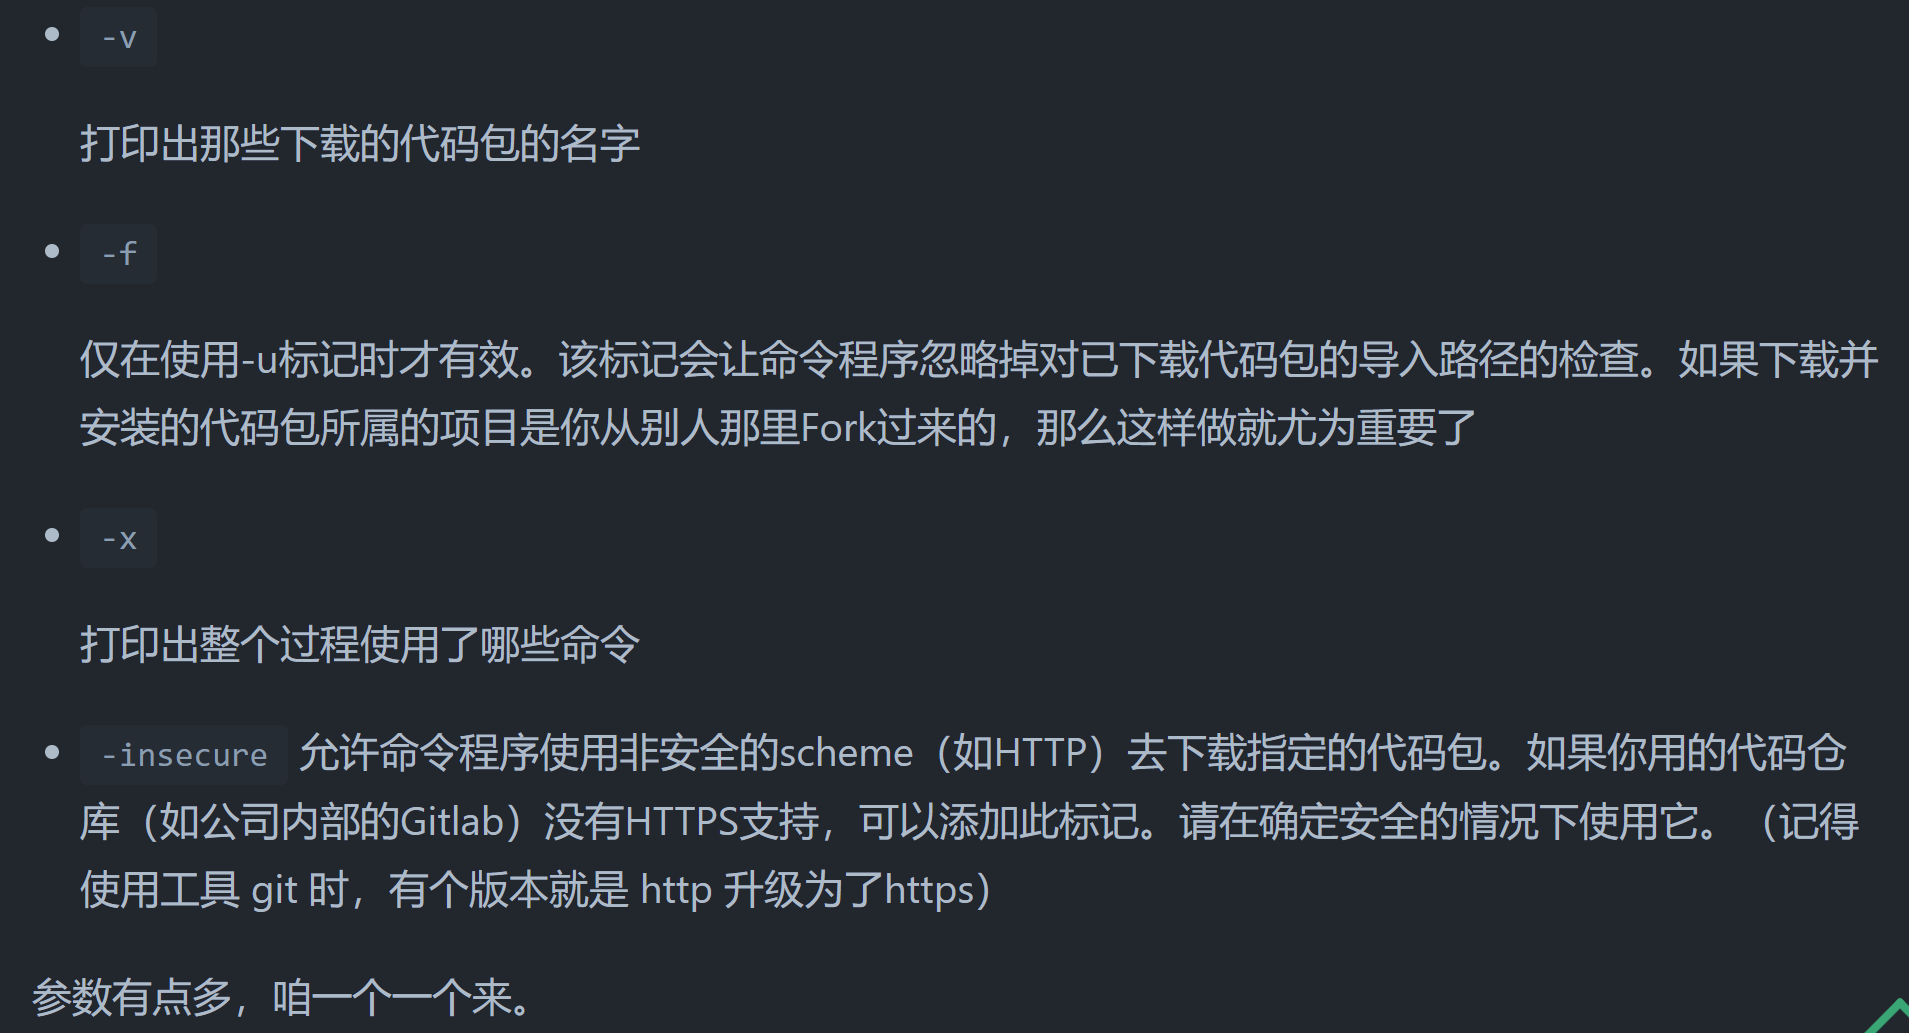 -v
打印出那些下载的代码包的名字
-f
仅在使用-u标记时才有效。该标记会让命令程序忽略掉对已下载代码包的导入路径的检查。如果下载并
安装的代码包所属的项目是你从别人那里Fork过来的，那么这样做就尤为重要了
-x
打印出整个过程使用了哪些命令
-insecure 允许命令程序使用非安全的scheme（如HTTP）去下载指定的代码包。如果你用的代码仓
库（如公司内部的Gitlab）没有HTTPS支持，可以添加此标记。请在确定安全的情况下使用它。（记得
使用工具 git 时，有个版本就是 http 升级为了https）
参数有点多，咱一个一个来。